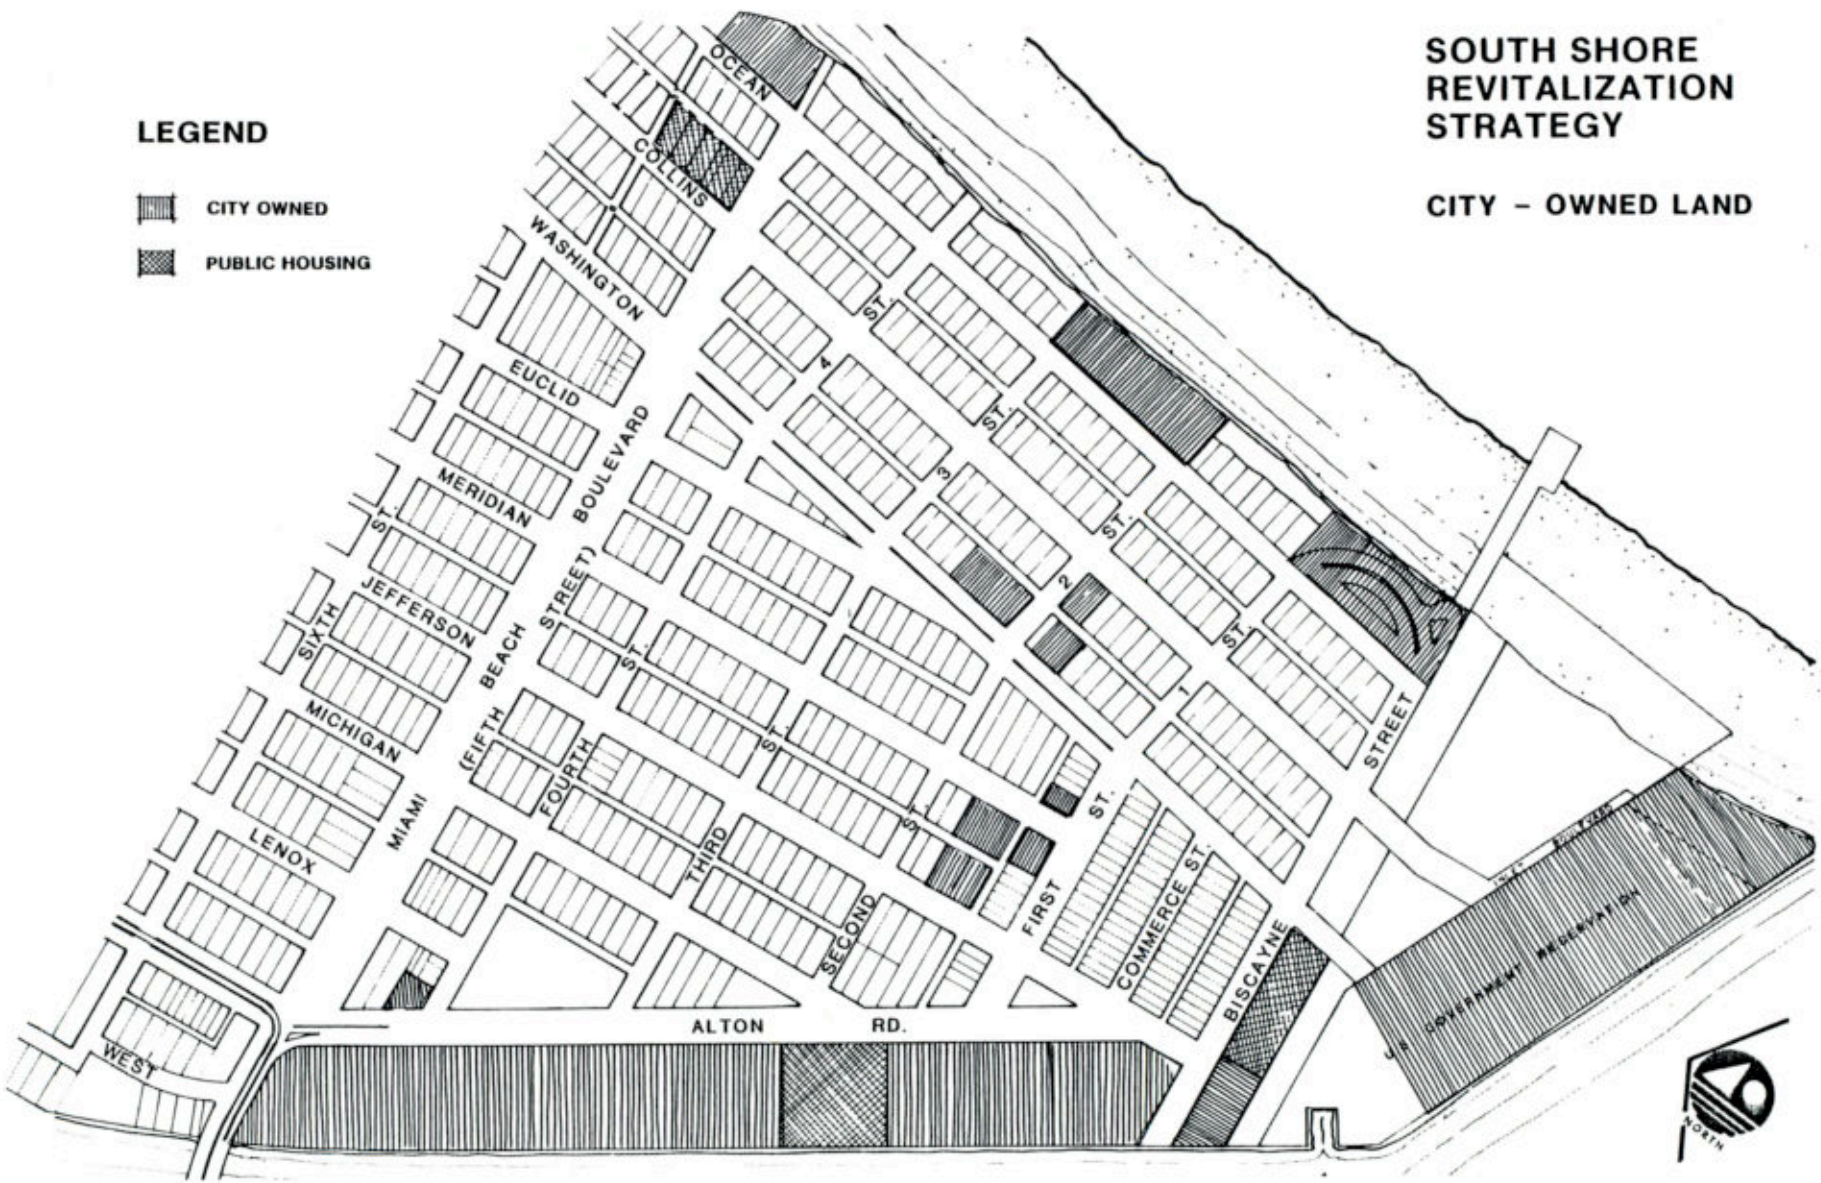 SOUTH SHORE
REVITALIZATION
STRATEGY
CITY – OWNED LAND
LEGEND
CITY OWNED
PUBLIC HOUSING
OCEAN
COLLINS
WASHINGTON
EUCLID
MERIDIAN
JEFFERSON
MICHIGAN
LENOX
WEST
ALTON RD.
SIXTH ST.
MIAMI BEACH BOULEVARD
(FIFTH STREET)
FOURTH ST.
THIRD ST.
SECOND ST.
FIRST ST.
COMMERCE ST.
BISCAYNE STREET
4 ST.
3 ST.
2 ST.
1 ST.
U.S. GOVERNMENT RESERVATION
NORTH